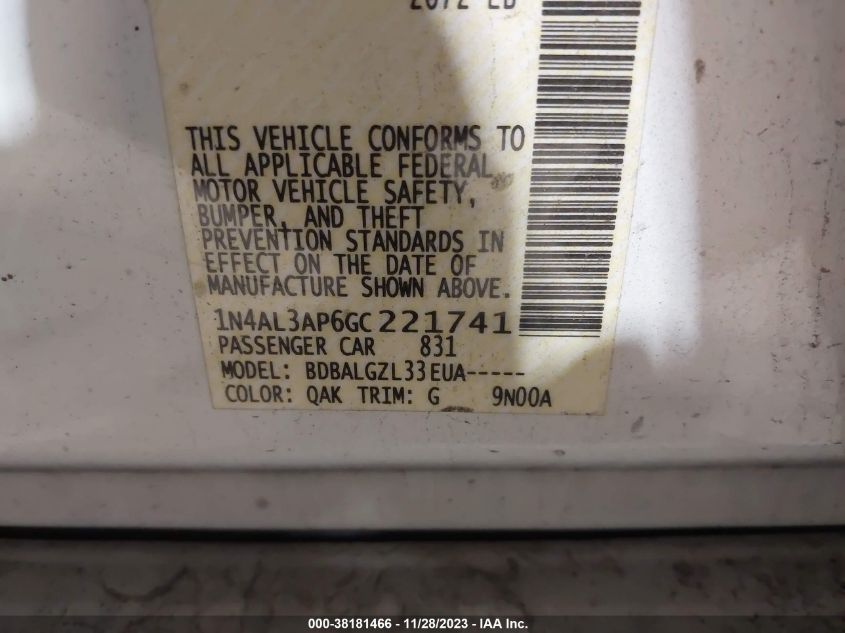 THIS VEHICLE CONFORMS TO
ALL APPLICABLE FEDERAL
MOTOR VEHICLE SAFETY,
BUMPER, AND THEFT
PREVENTION STANDARDS IN
EFFECT ON THE DATE OF
MANUFACTURE SHOWN ABOVE.
1N4AL3AP6GC221741
PASSENGER CAR 831
MODEL: BDBALGZL33EUA-----
COLOR: QAK TRIM: G 9N00A
000-38181466 - 11/28/2023 - IAA Inc.